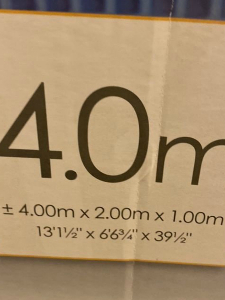 4.0m
± 4.00m x 2.00m x 1.00m
13'1½" x 6'6¾" x 39½"